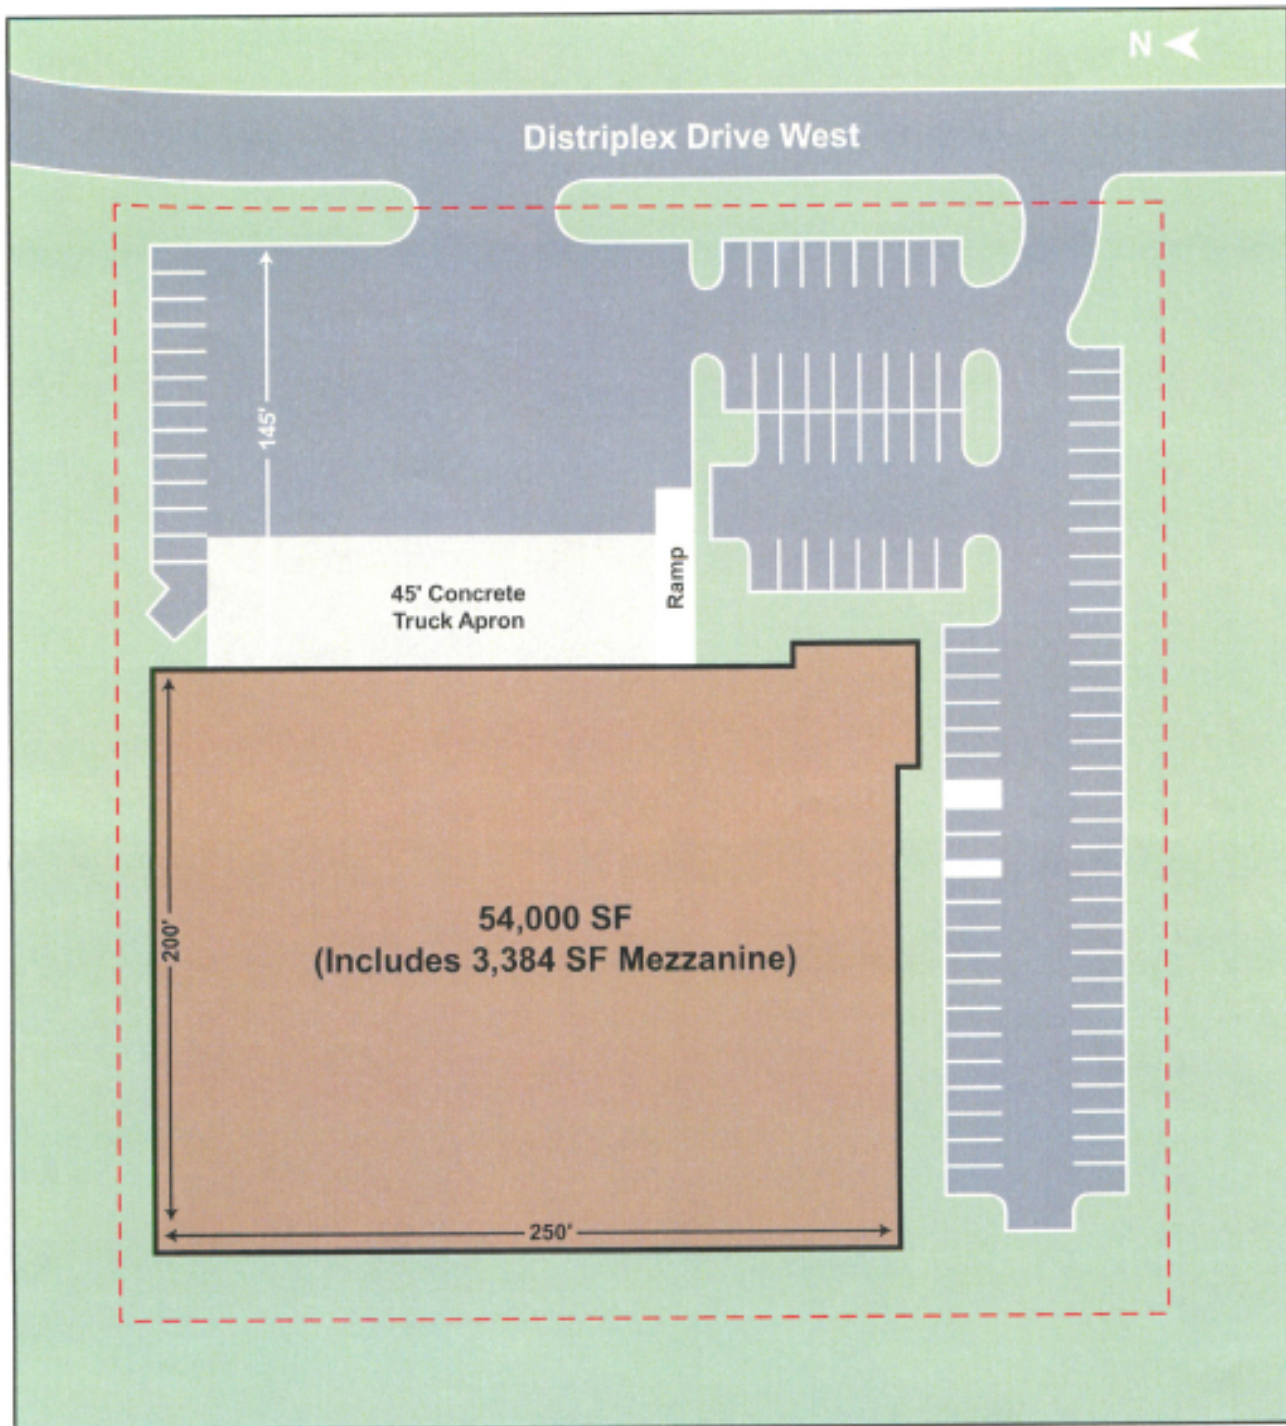 N
Distriplex Drive West
145'
45' Concrete
Truck Apron
Ramp
54,000 SF
(Includes 3,384 SF Mezzanine)
200'
250'